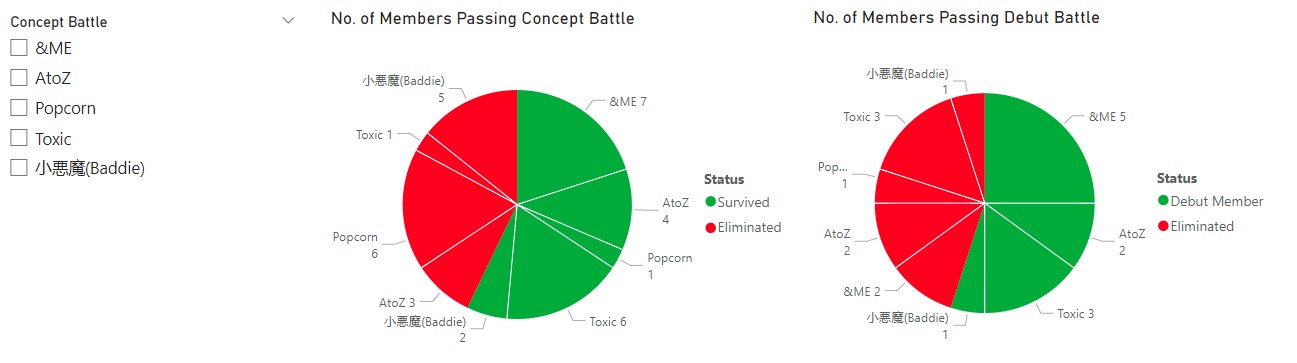 Concept Battle
&ME
AtoZ
Popcorn
Toxic
小悪魔(Baddie)
No. of Members Passing Concept Battle
小悪魔(Baddie)
5
&ME 7
Toxic 1
AtoZ
4
Popcorn
6
Popcorn
1
AtoZ 3
小悪魔(Baddie)
2
Toxic 6
Status
Survived
Eliminated
No. of Members Passing Debut Battle
小悪魔(Baddie)
1
&ME 5
Toxic 3
Pop...
1
AtoZ
2
AtoZ
2
&ME 2
小悪魔(Baddie)
1
Toxic 3
Status
Debut Member
Eliminated